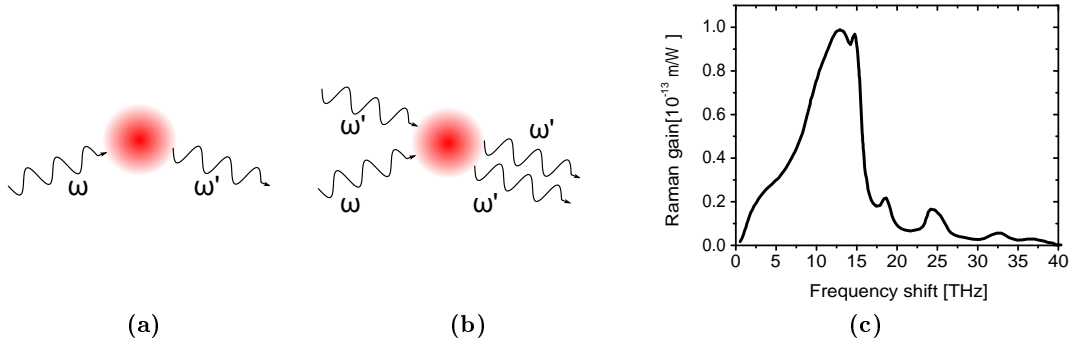 ω
ω'
(a)
ω'
ω
ω'
ω'
(b)
Raman gain[10⁻¹³ m/W ]
1.0
0.8
0.6
0.4
0.2
0.0
0 5 10 15 20 25 30 35 40
Frequency shift [THz]
(c)